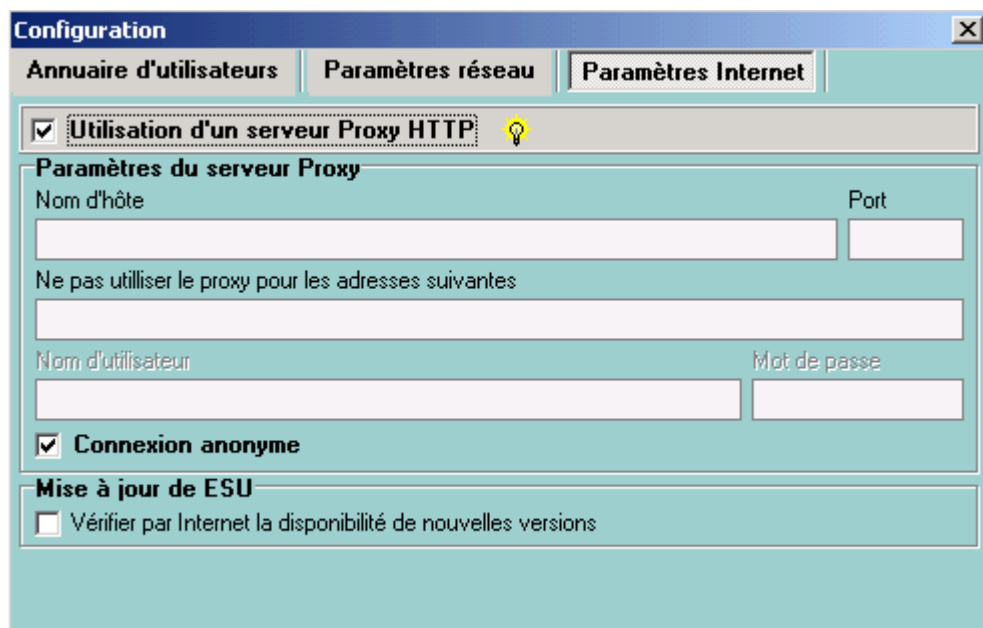 Configuration
Annuaire d'utilisateurs Paramètres réseau Paramètres Internet
Utilisation d'un serveur Proxy HTTP
Paramètres du serveur Proxy
Nom d'hôte Port
Ne pas utilliser le proxy pour les adresses suivantes
Nom d'utilisateur Mot de passe
Connexion anonyme
Mise à jour de ESU
Vérifier par Internet la disponibilité de nouvelles versions